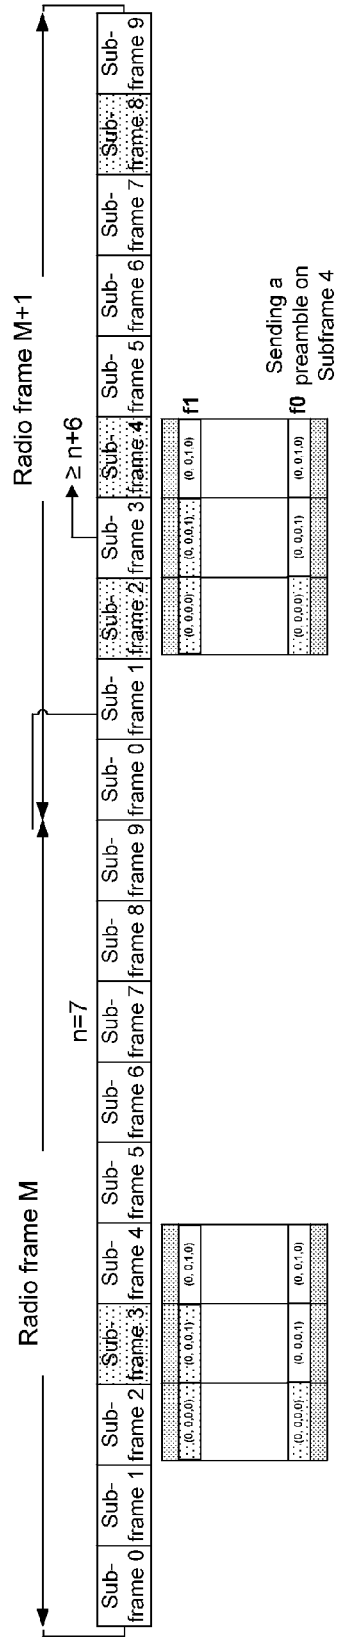 Radio frame M
Radio frame M+1
n=7
≥ n+6
Sub-
frame 0
Sub-
frame 1
Sub-
frame 2
Sub-
frame 3
Sub-
frame 4
Sub-
frame 5
Sub-
frame 6
Sub-
frame 7
Sub-
frame 8
Sub-
frame 9
Sub-
frame 0
Sub-
frame 1
Sub-
frame 2
Sub-
frame 3
Sub-
frame 4
Sub-
frame 5
Sub-
frame 6
Sub-
frame 7
Sub-
frame 8
Sub-
frame 9
(0, 0,0,0)
(0, 0,0,1)
(0, 0,1,0)
(0, 0,0,0)
(0, 0,0,1)
(0, 0,1,0)
f1
(0, 0,0,0)
(0, 0,0,1)
(0, 0,1,0)
(0, 0,0,0)
(0, 0,0,1)
(0, 0,1,0)
f0
Sending a
preamble on
Subframe 4